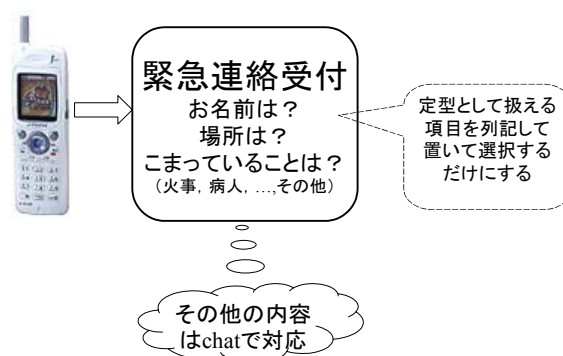 緊急連絡受付
お名前は?
場所は?
こまっていることは?
(火事, 病人, …,その他)
定型として扱える
項目を列記して
置いて選択する
だけにする
その他の内容
はchatで対応